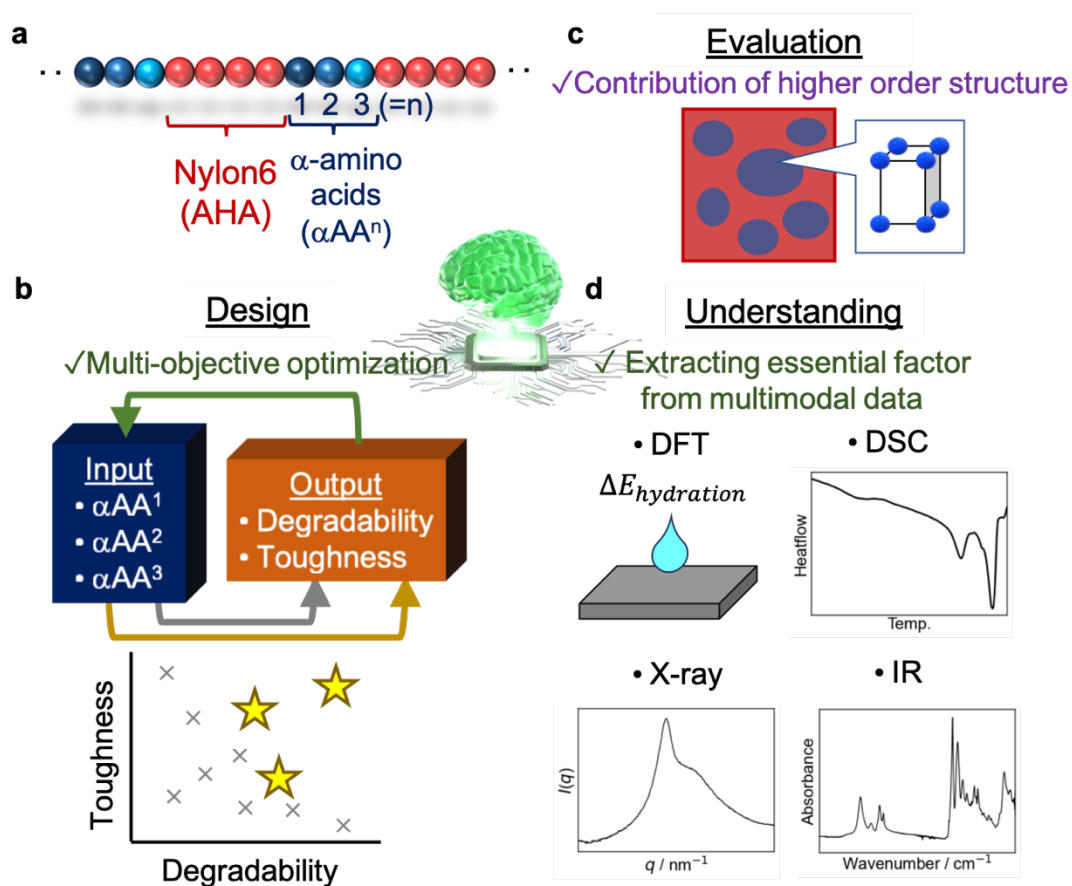 a
· ·
· ·
1 2 3 (=n)
Nylon6
(AHA)
α-amino
acids
(αAAⁿ)
c
Evaluation
✓Contribution of higher order structure
b
Design
✓Multi-objective optimization
Input
• αAA¹
• αAA²
• αAA³
Output
• Degradability
• Toughness
Toughness
Degradability
d
Understanding
✓ Extracting essential factor
from multimodal data
• DFT
ΔE_hydration
• DSC
Heatflow
Temp.
• X-ray
I(q)
q / nm⁻¹
• IR
Absorbance
Wavenumber / cm⁻¹